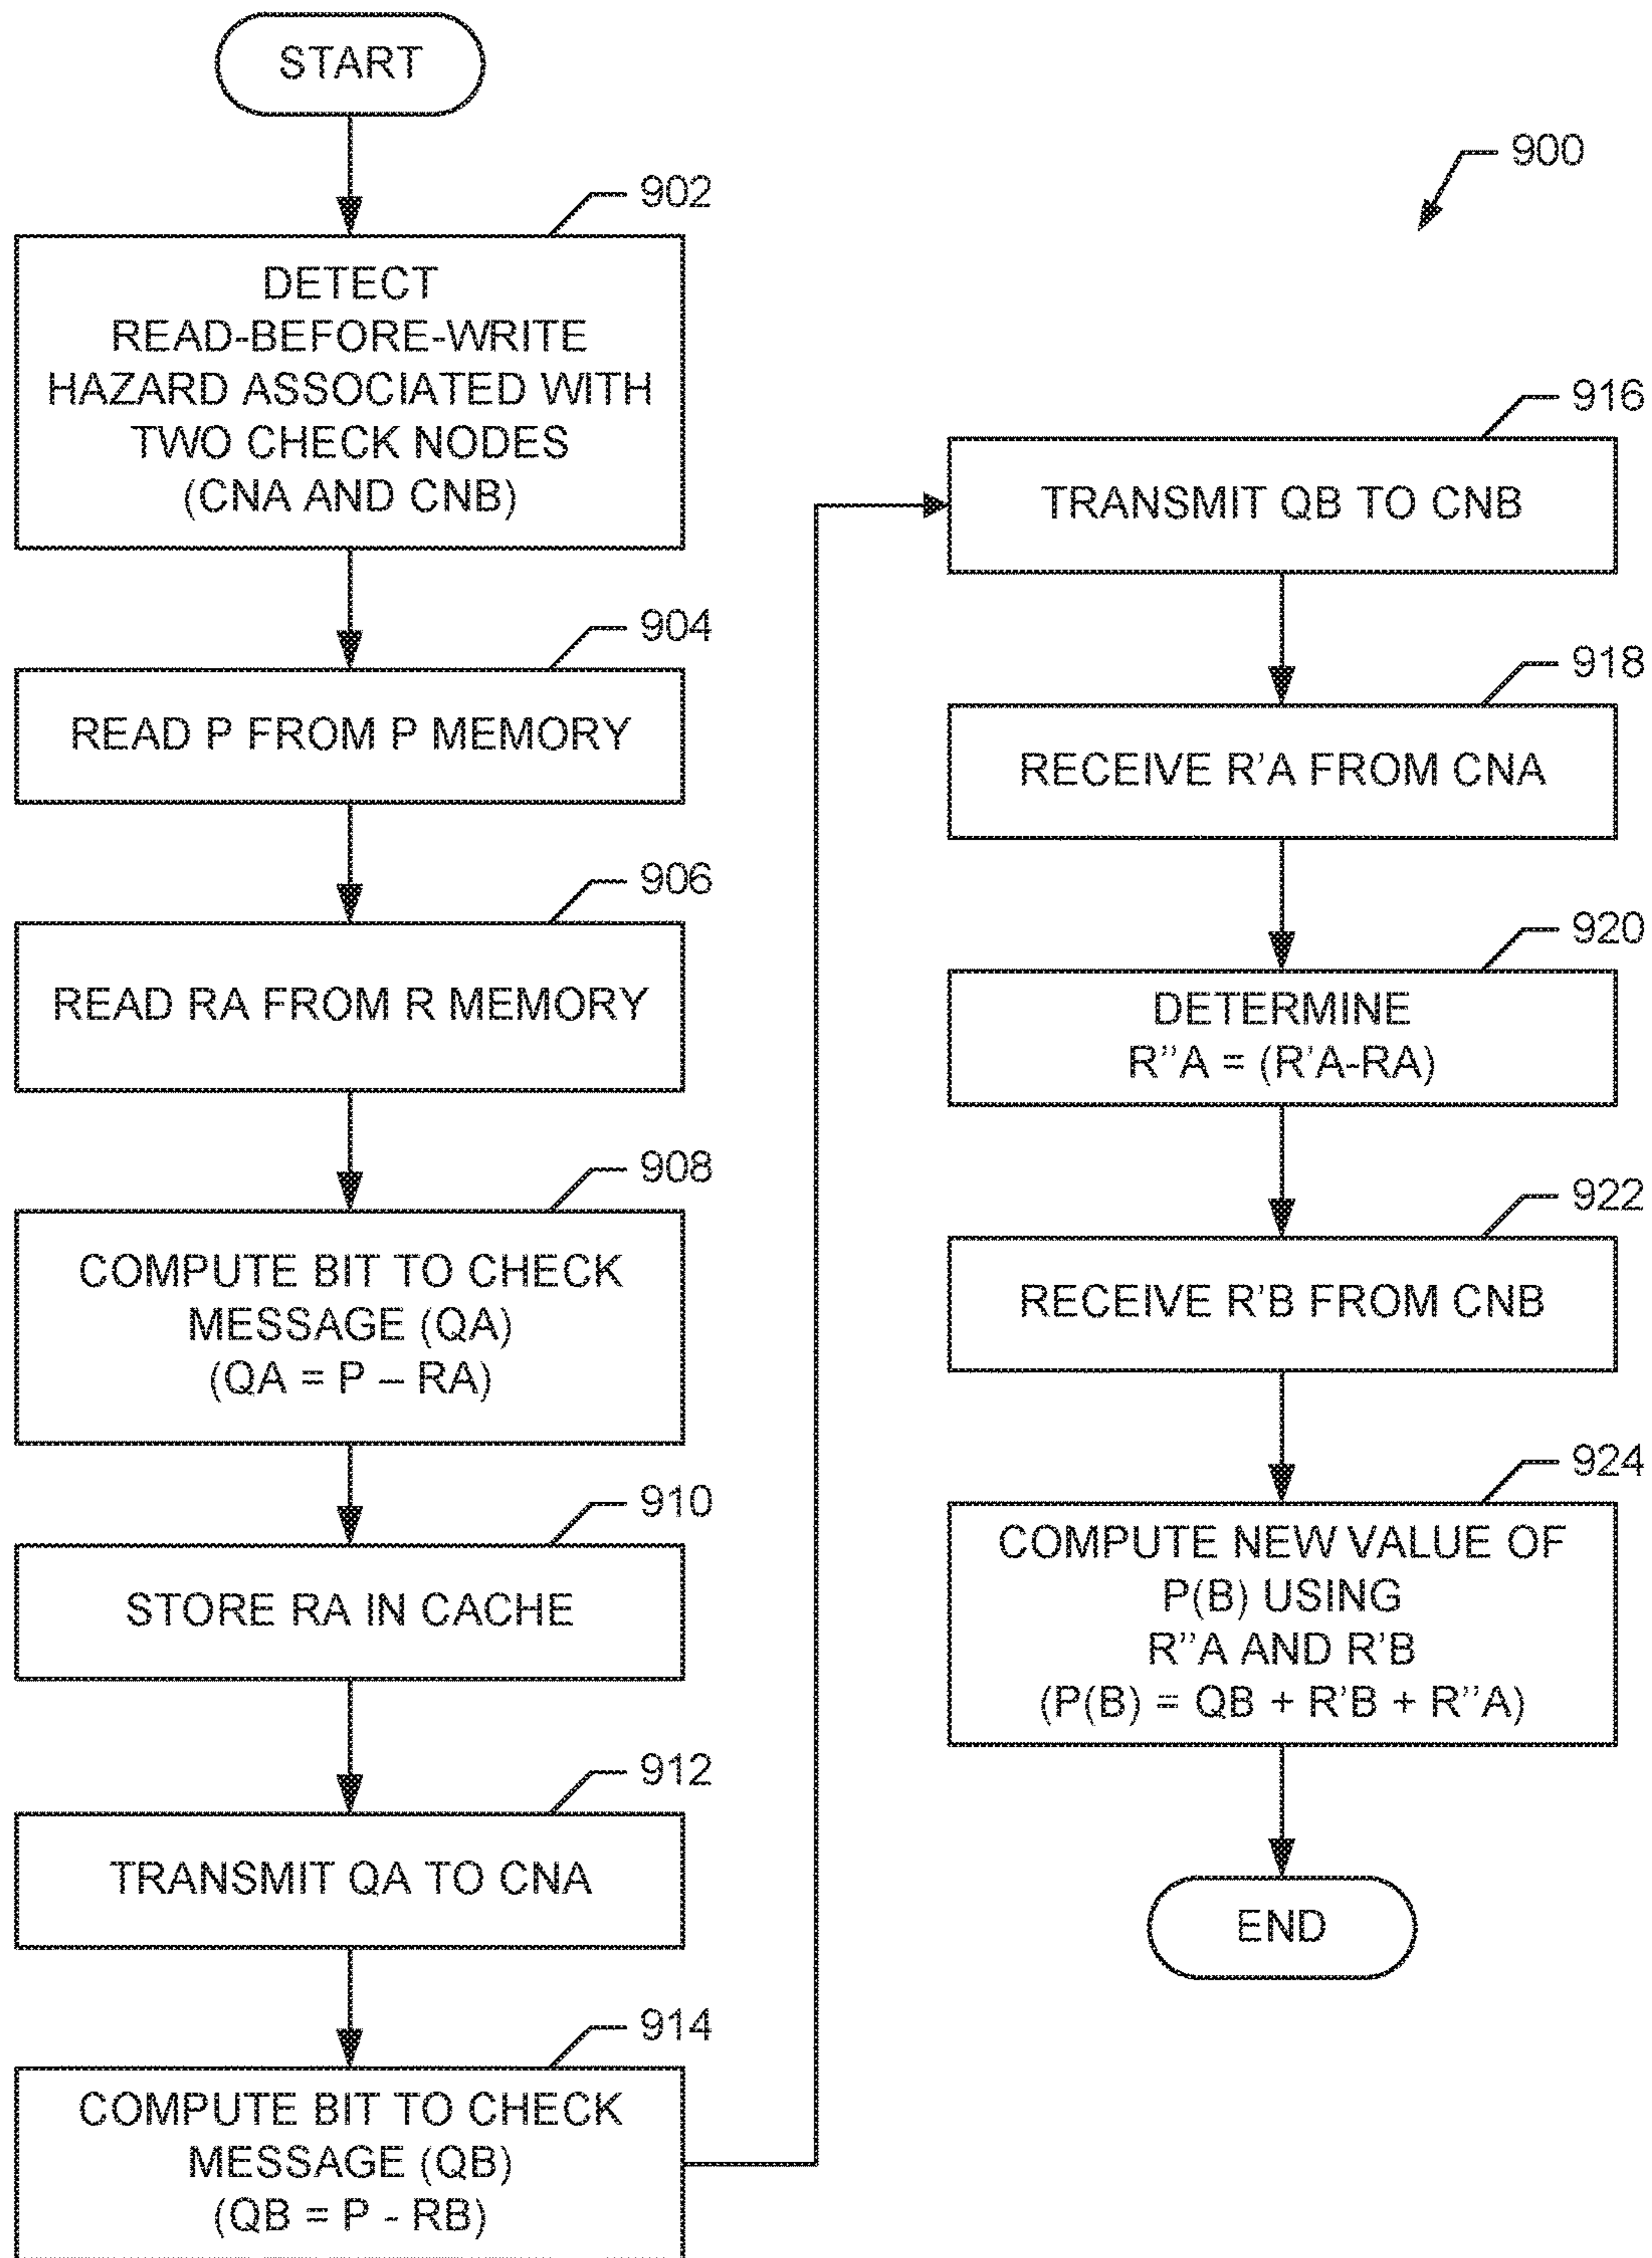 START
902
DETECT
READ-BEFORE-WRITE
HAZARD ASSOCIATED WITH
TWO CHECK NODES
(CNA AND CNB)
904
READ P FROM P MEMORY
906
READ RA FROM R MEMORY
908
COMPUTE BIT TO CHECK
MESSAGE (QA)
(QA = P – RA)
910
STORE RA IN CACHE
912
TRANSMIT QA TO CNA
914
COMPUTE BIT TO CHECK
MESSAGE (QB)
(QB = P - RB)
900
916
TRANSMIT QB TO CNB
918
RECEIVE R’A FROM CNA
920
DETERMINE
R’’A = (R’A-RA)
922
RECEIVE R’B FROM CNB
924
COMPUTE NEW VALUE OF
P(B) USING
R’’A AND R’B
(P(B) = QB + R’B + R’’A)
END